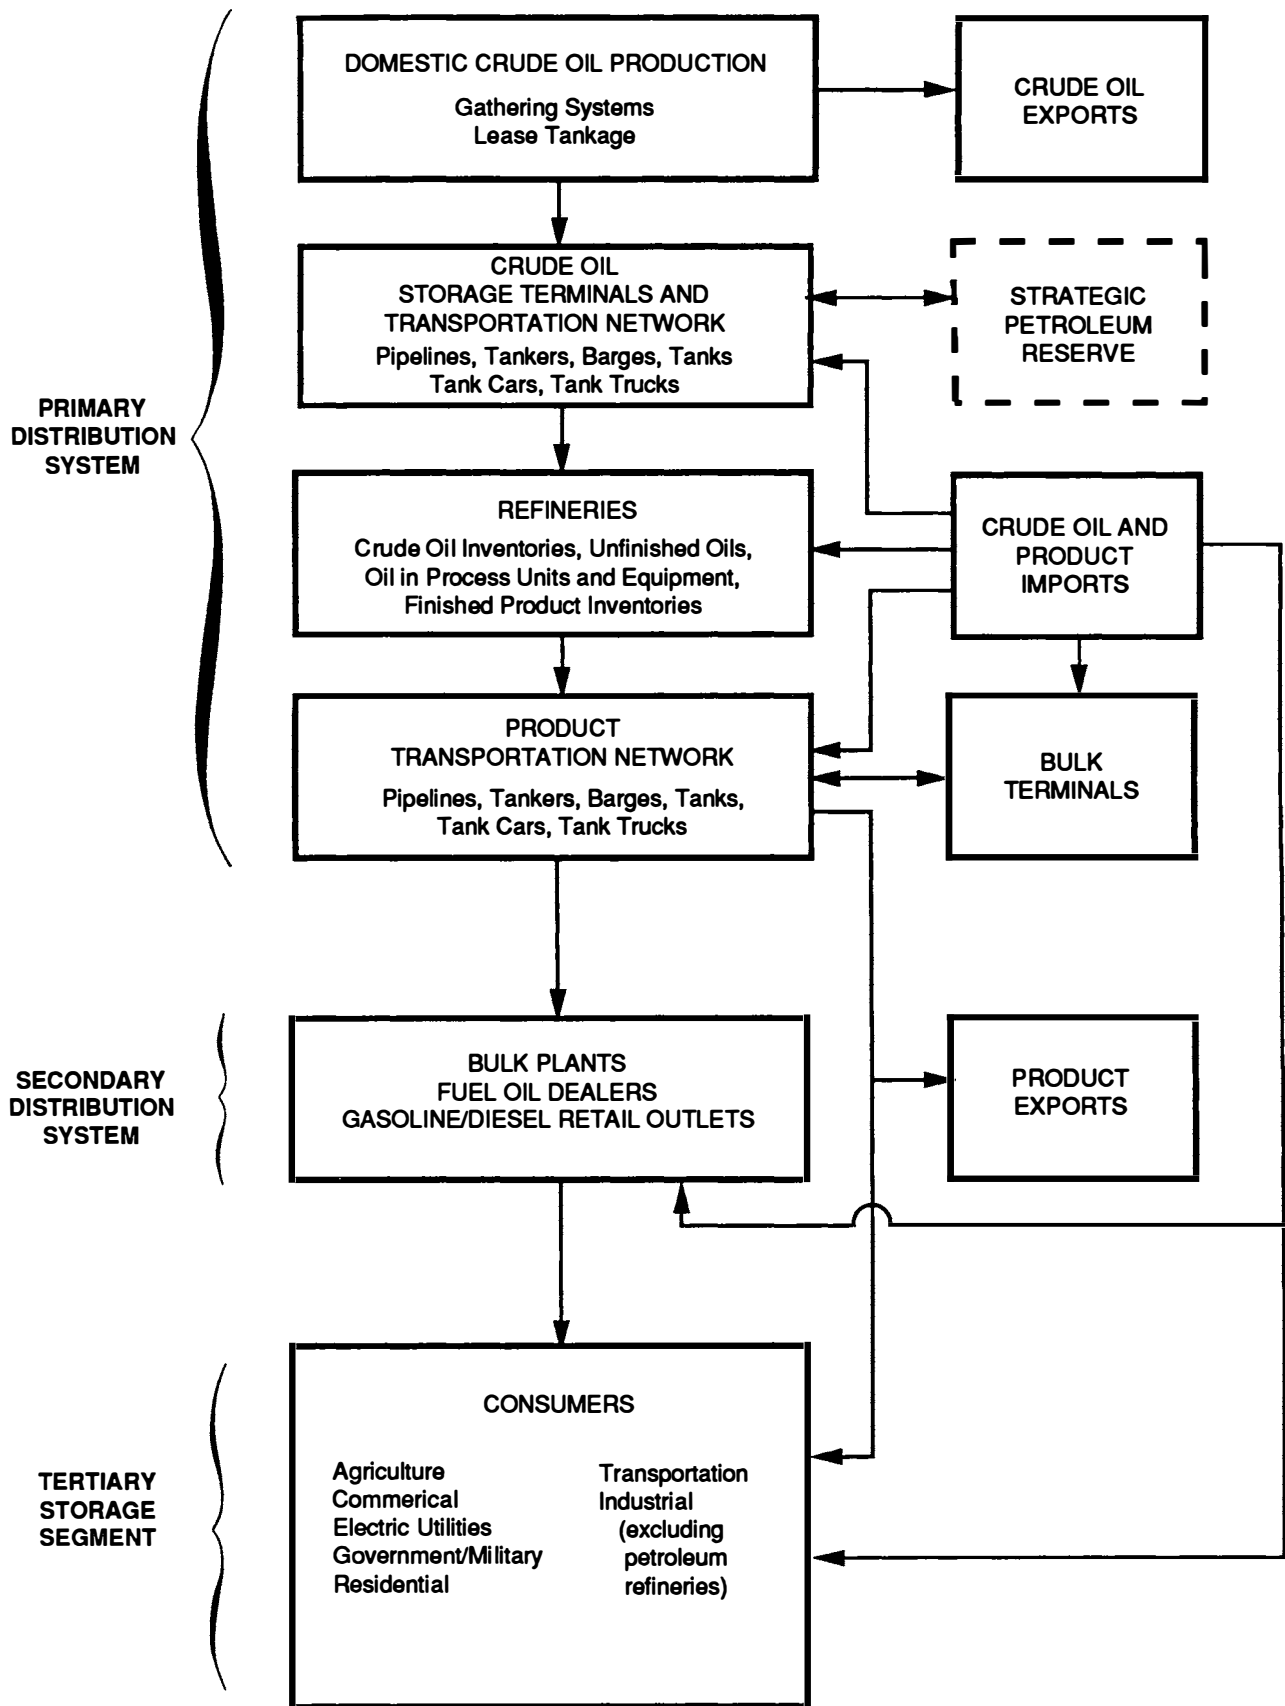 DOMESTIC CRUDE OIL PRODUCTION
Gathering Systems
Lease Tankage
CRUDE OIL
EXPORTS
CRUDE OIL
STORAGE TERMINALS AND
TRANSPORTATION NETWORK
Pipelines, Tankers, Barges, Tanks
Tank Cars, Tank Trucks
STRATEGIC
PETROLEUM
RESERVE
PRIMARY
DISTRIBUTION
SYSTEM
REFINERIES
Crude Oil Inventories, Unfinished Oils,
Oil in Process Units and Equipment,
Finished Product Inventories
CRUDE OIL AND
PRODUCT
IMPORTS
PRODUCT
TRANSPORTATION NETWORK
Pipelines, Tankers, Barges, Tanks,
Tank Cars, Tank Trucks
BULK
TERMINALS
SECONDARY
DISTRIBUTION
SYSTEM
BULK PLANTS
FUEL OIL DEALERS
GASOLINE/DIESEL RETAIL OUTLETS
PRODUCT
EXPORTS
TERTIARY
STORAGE
SEGMENT
CONSUMERS
Agriculture
Commerical
Electric Utilities
Government/Military
Residential
Transportation
Industrial
(excluding
petroleum
refineries)